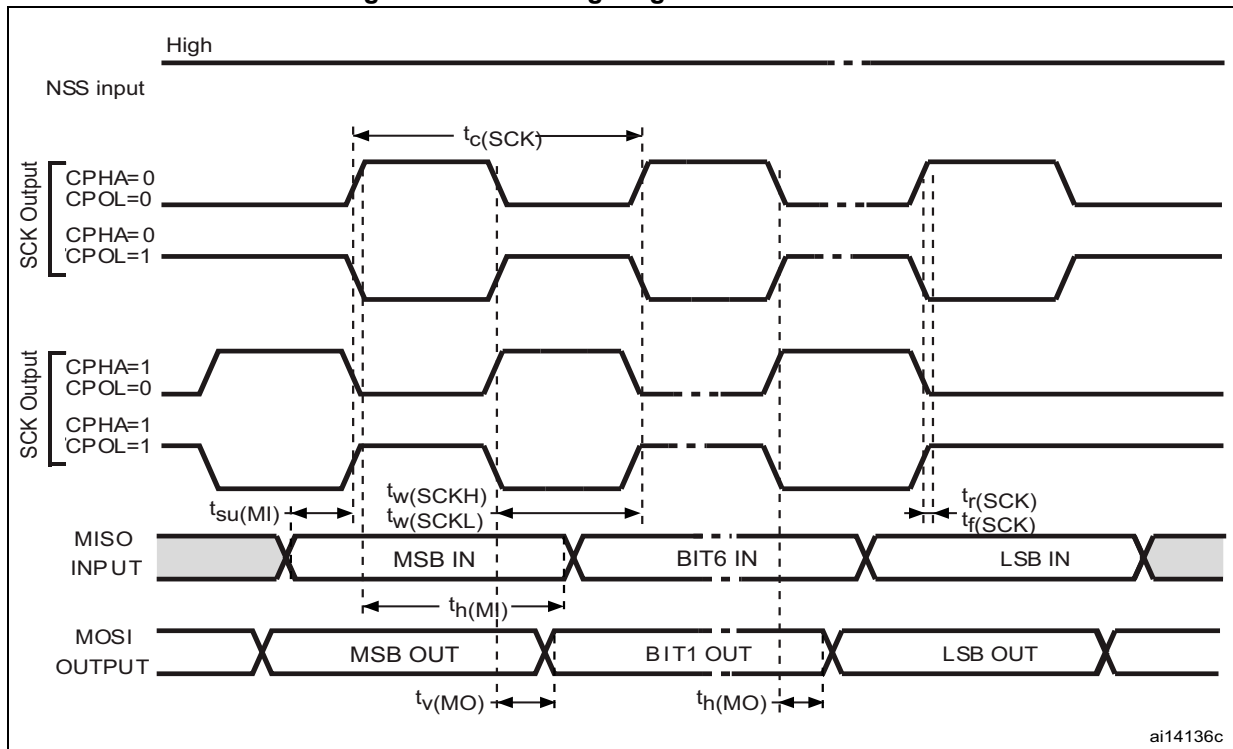 High
NSS input
tc(SCK)
SCK Output
CPHA=0
CPOL=0
CPHA=0
CPOL=1
SCK Output
CPHA=1
CPOL=0
CPHA=1
CPOL=1
tsu(MI)
tw(SCKH)
tw(SCKL)
tr(SCK)
tf(SCK)
MISO
INPUT
MSB IN
BIT6 IN
LSB IN
th(MI)
MOSI
OUTPUT
MSB OUT
BIT1 OUT
LSB OUT
tv(MO)
th(MO)
ai14136c